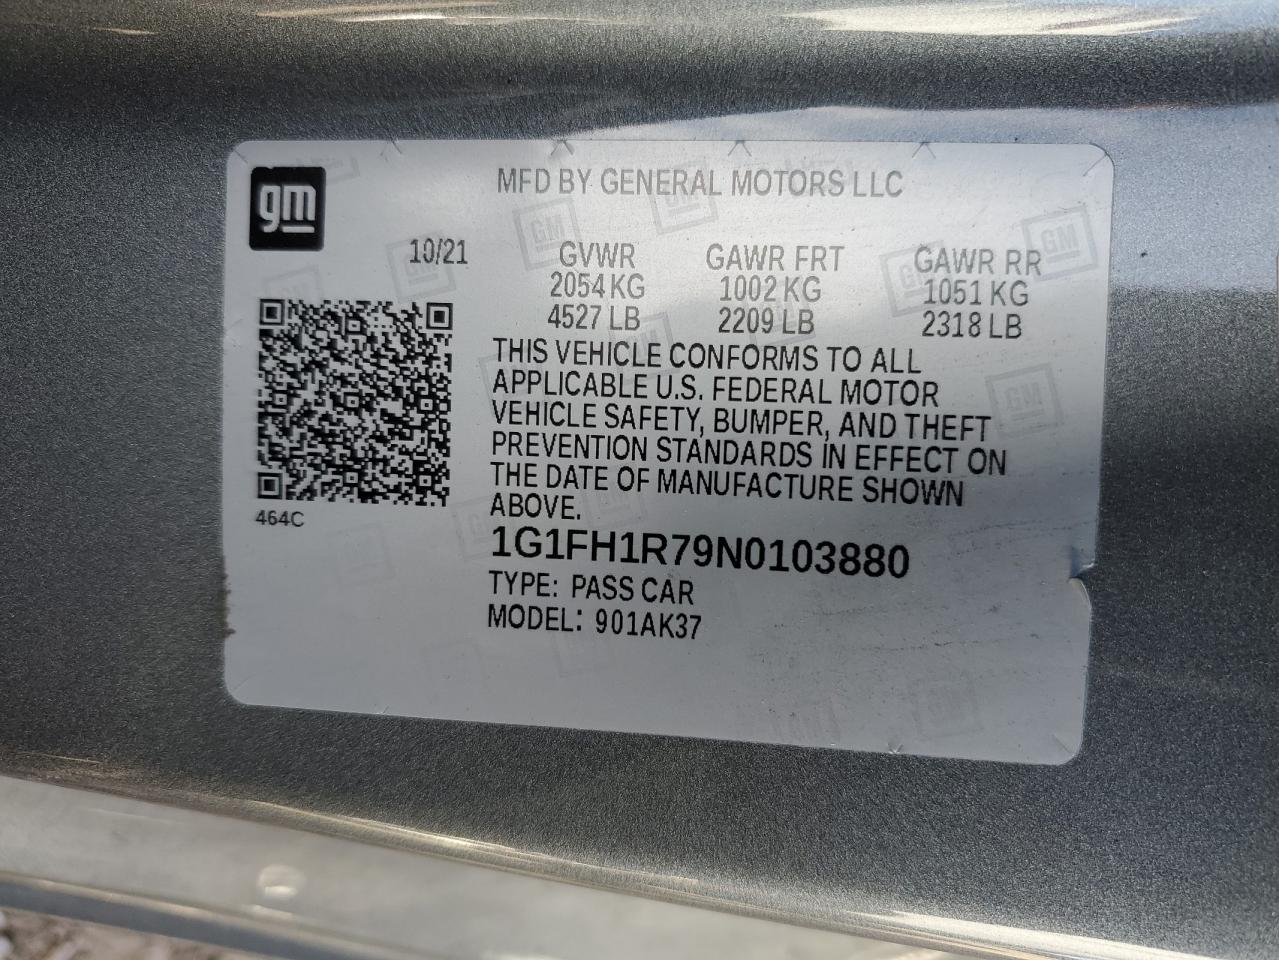 gm
MFD BY GENERAL MOTORS LLC
10/21
GVWR GAWR FRT GAWR RR
2054 KG 1002 KG 1051 KG
4527 LB 2209 LB 2318 LB
THIS VEHICLE CONFORMS TO ALL
APPLICABLE U.S. FEDERAL MOTOR
VEHICLE SAFETY, BUMPER, AND THEFT
PREVENTION STANDARDS IN EFFECT ON
THE DATE OF MANUFACTURE SHOWN
ABOVE.
464C
1G1FH1R79N0103880
TYPE: PASS CAR
MODEL: 901AK37